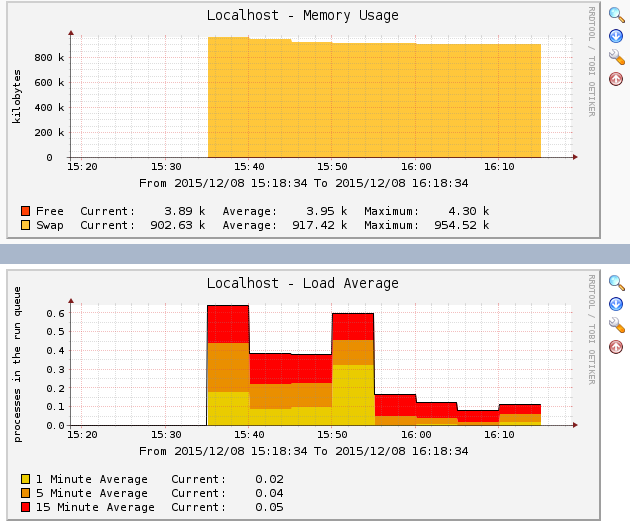 Localhost - Memory Usage
RRDTOOL / TOBI OETIKER
kilobytes
800 k
600 k
400 k
200 k
0
15:20 15:30 15:40 15:50 16:00 16:10
From 2015/12/08 15:18:34 To 2015/12/08 16:18:34
Free Current: 3.89 k Average: 3.95 k Maximum: 4.30 k
Swap Current: 902.63 k Average: 917.42 k Maximum: 954.52 k
Localhost - Load Average
RRDTOOL / TOBI OETIKER
processes in the run queue
0.6
0.5
0.4
0.3
0.2
0.1
0.0
15:20 15:30 15:40 15:50 16:00 16:10
From 2015/12/08 15:18:34 To 2015/12/08 16:18:34
1 Minute Average Current: 0.02
5 Minute Average Current: 0.04
15 Minute Average Current: 0.05